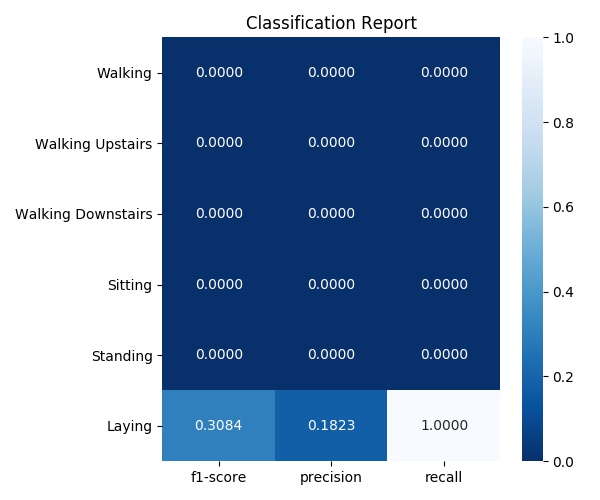 Classification Report
Walking 0.0000 0.0000 0.0000
Walking Upstairs 0.0000 0.0000 0.0000
Walking Downstairs 0.0000 0.0000 0.0000
Sitting 0.0000 0.0000 0.0000
Standing 0.0000 0.0000 0.0000
Laying 0.3084 0.1823 1.0000
f1-score precision recall
1.0
0.8
0.6
0.4
0.2
0.0